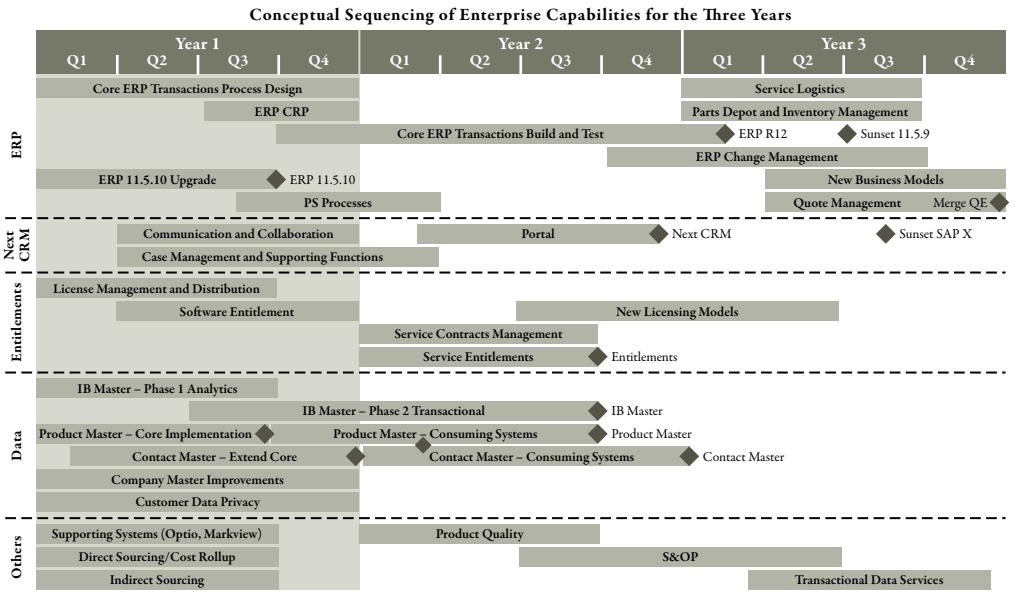 Conceptual Sequencing of Enterprise Capabilities for the Three Years
Year 1 Year 2 Year 3
Q1 Q2 Q3 Q4 Q1 Q2 Q3 Q4 Q1 Q2 Q3 Q4
ERP
Core ERP Transactions Process Design Service Logistics
ERP CRP Parts Depot and Inventory Management
Core ERP Transactions Build and Test ERP R12 Sunset 11.5.9
ERP Change Management
ERP 11.5.10 Upgrade ERP 11.5.10 New Business Models
PS Processes Quote Management Merge QE
Next
CRM
Communication and Collaboration Portal Next CRM Sunset SAP X
Case Management and Supporting Functions
Entitlements
License Management and Distribution
Software Entitlement New Licensing Models
Service Contracts Management
Service Entitlements Entitlements
Data
IB Master – Phase 1 Analytics
IB Master – Phase 2 Transactional IB Master
Product Master – Core Implementation Product Master – Consuming Systems Product Master
Contact Master – Extend Core Contact Master – Consuming Systems Contact Master
Company Master Improvements
Customer Data Privacy
Others
Supporting Systems (Optio, Markview) Product Quality
Direct Sourcing/Cost Rollup S&OP
Indirect Sourcing Transactional Data Services